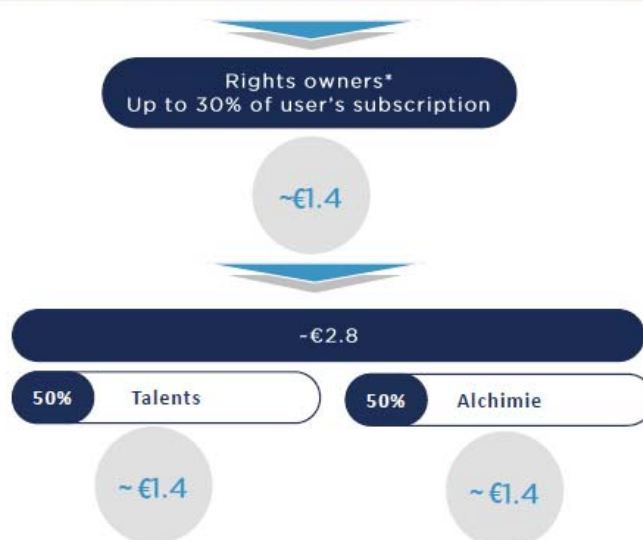 Rights owners*
Up to 30% of user's subscription
~€1.4
~€2.8
50% Talents
50% Alchimie
~€1.4
~€1.4